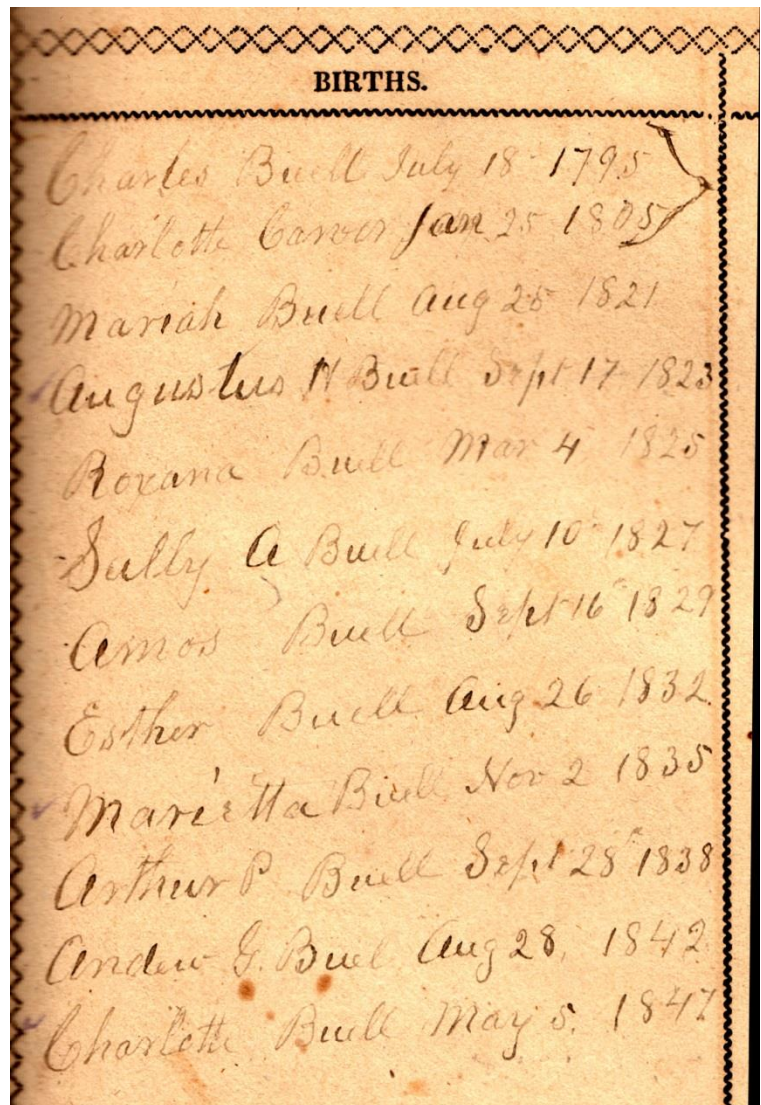 BIRTHS.
Charles Buell July 18 1795
Charlotte Carver Jan 25 1805
Mariah Buell Aug 25 1821
Augustus N Buell Sept 17 1823
Roxana Buell Mar 4 1825
Sally A Buell July 10 1827
Amos Buell Sept 16 1829
Esther Buell Aug 26 1832
Marietta Buell Nov 2 1835
Arthur P Buell Sept 28 1838
Andew G. Buel Aug 28, 1842
Charlotte Buell May 5. 1847